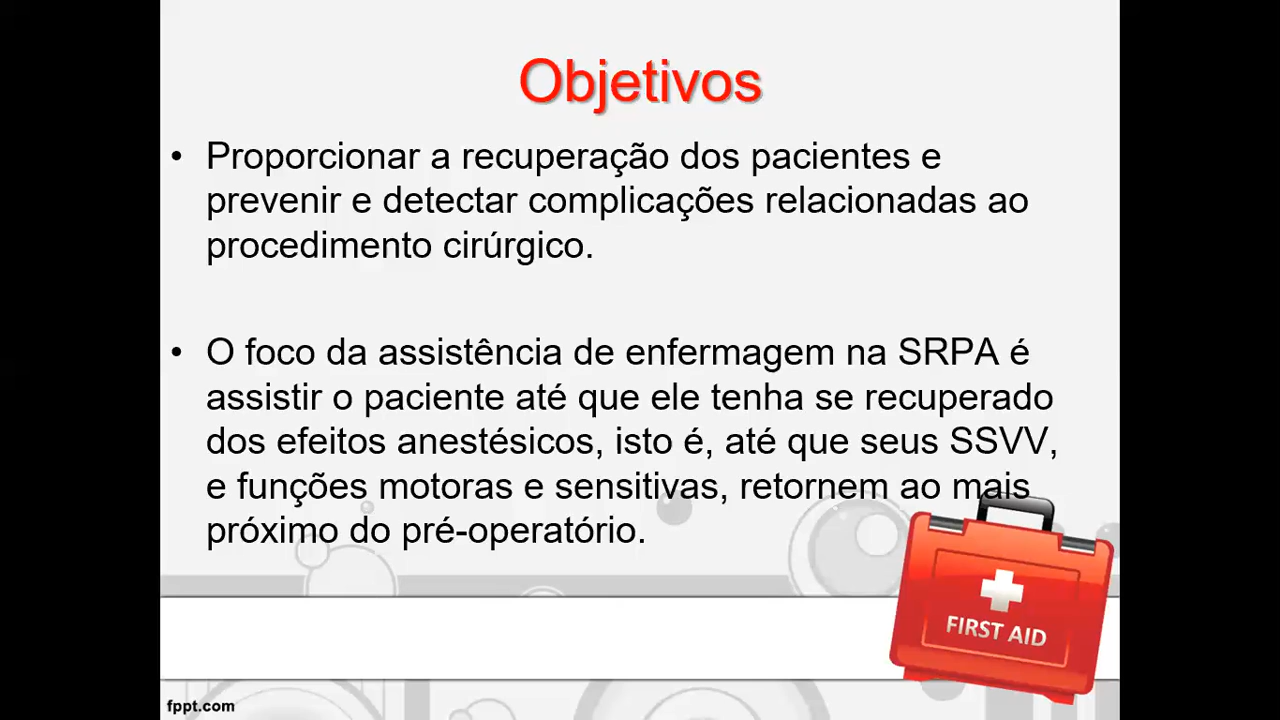 Objetivos
• Proporcionar a recuperação dos pacientes e
prevenir e detectar complicações relacionadas ao
procedimento cirúrgico.
• O foco da assistência de enfermagem na SRPA é
assistir o paciente até que ele tenha se recuperado
dos efeitos anestésicos, isto é, até que seus SSVV,
e funções motoras e sensitivas, retornem ao mais
próximo do pré-operatório.
FIRST AID
fppt.com